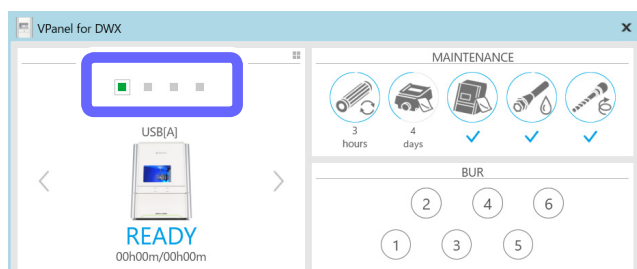 VPanel for DWX
MAINTENANCE
3
hours
4
days
USB[A]
READY
00h00m/00h00m
BUR
2 4 6
1 3 5